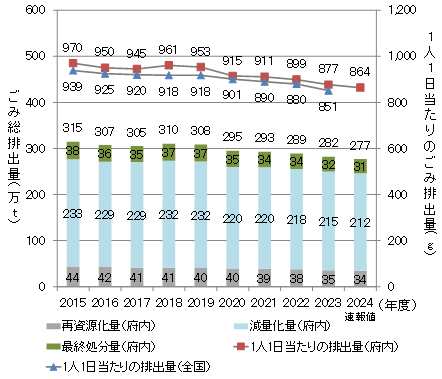 600
500
400
300
200
100
0
ごみ総排出量(万t)
1,200
1,000
800
600
400
200
0
1人1日当たりのごみ排出量(g)
970 950 945 961 953 915 911 899 877 864
939 925 920 918 918 901 890 880 851
315 307 305 310 308 295 293 289 282 277
38 36 35 37 37 35 34 34 32 31
233 229 229 232 232 220 220 218 215 212
44 42 41 41 40 40 39 38 35 34
2015 2016 2017 2018 2019 2020 2021 2022 2023 2024 (年度)
速報値
再資源化量(府内) 減量化量(府内)
最終処分量(府内) 1人1日当たりの排出量(府内)
1人1日当たりの排出量(全国)